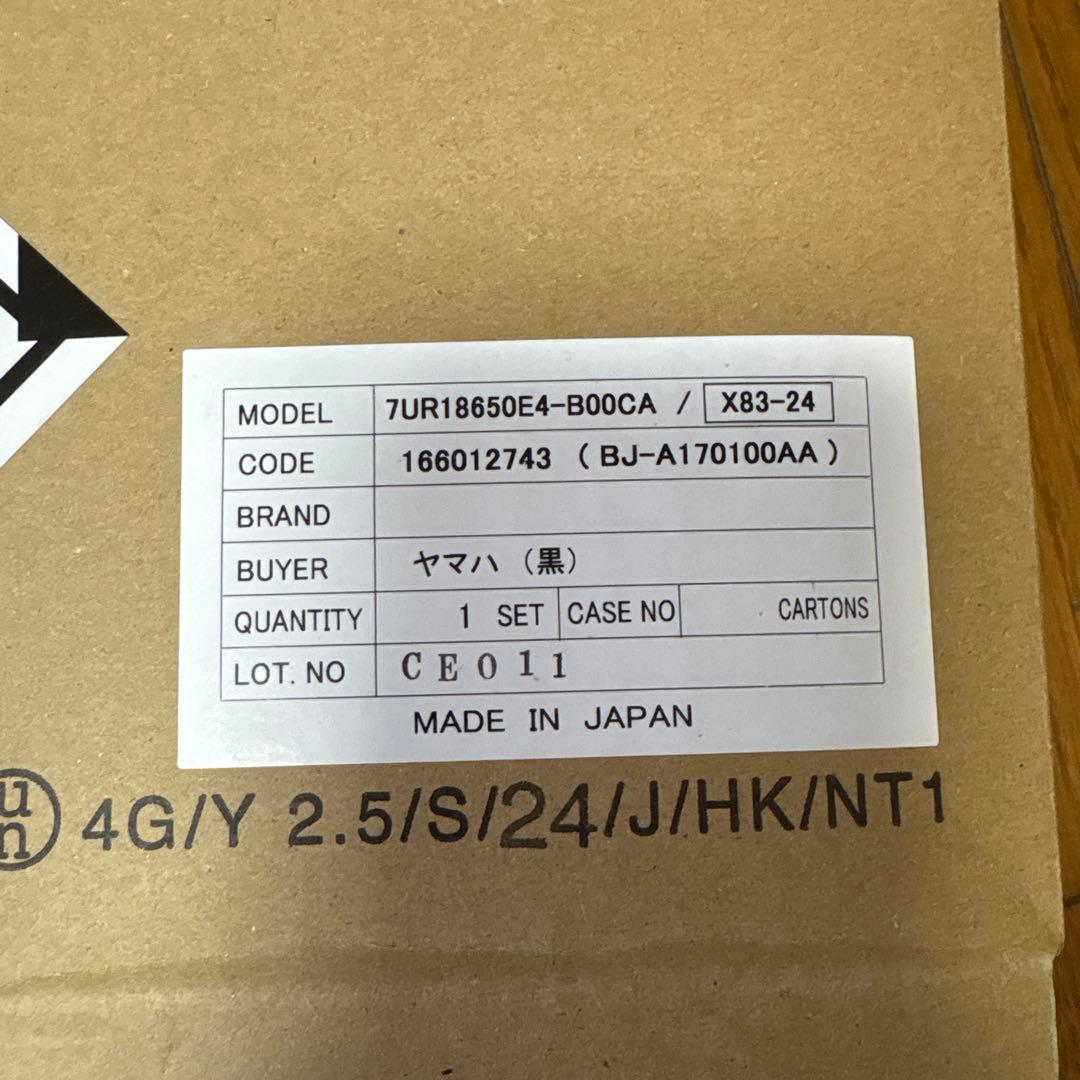 MODEL 7UR18650E4-B00CA / X83-24
CODE 166012743 ( BJ-A170100AA )
BRAND
BUYER ヤマハ (黒)
QUANTITY 1 SET CASE NO CARTONS
LOT. NO CE011
MADE IN JAPAN
un 4G/Y 2.5/S/24/J/HK/NT1